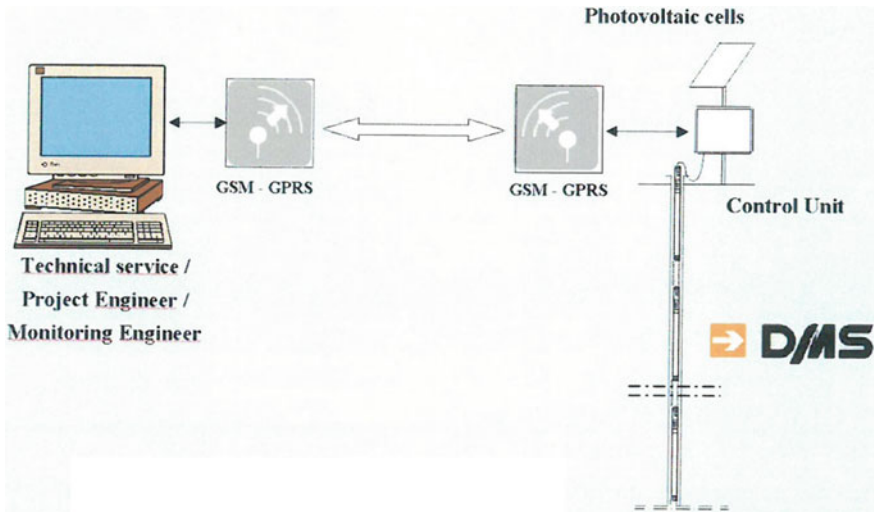 Photovoltaic cells
GSM - GPRS
GSM - GPRS
Control Unit
Technical service /
Project Engineer /
Monitoring Engineer
DMS